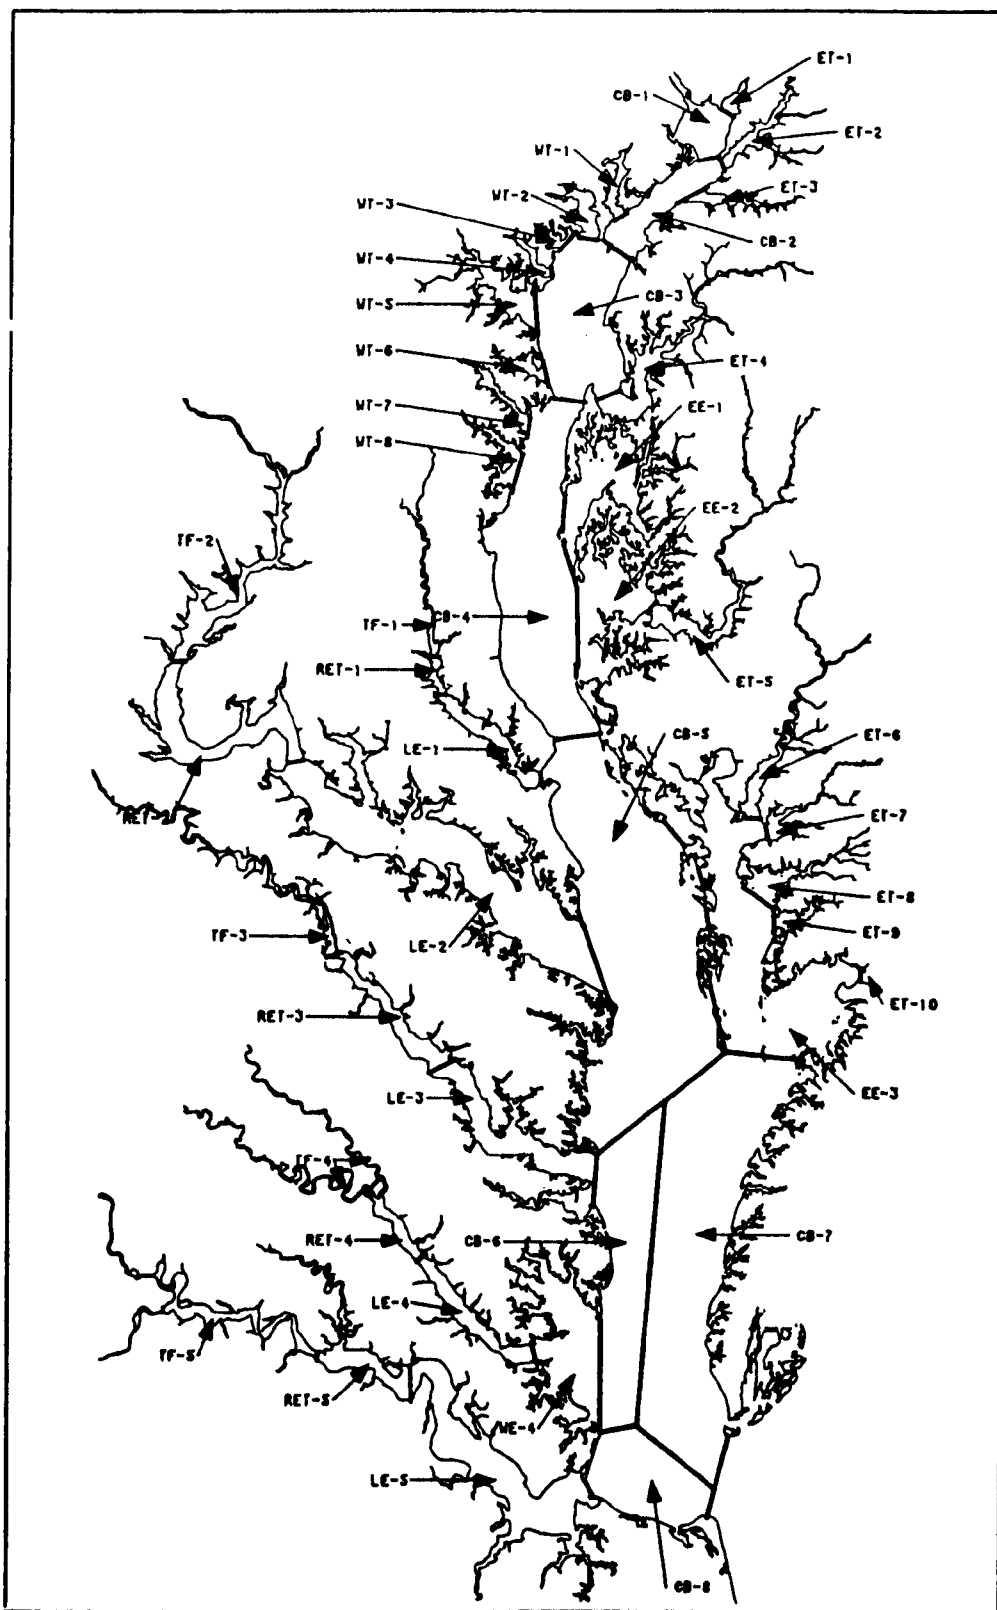 ET-1
CB-1
ET-2
WT-1
ET-3
WT-2
WT-3
CB-2
WT-4
CB-3
WT-5
WT-6
ET-4
EE-1
WT-7
WT-8
EE-2
TF-2
CB-4
TF-1
RET-1
ET-5
CB-5
ET-6
LE-1
RET-2
ET-7
ET-8
TF-3
ET-9
LE-2
ET-10
RET-3
EE-3
LE-3
TF-4
CB-7
RET-4
CB-6
LE-4
TF-5
RET-5
WE-4
LE-5
CB-8